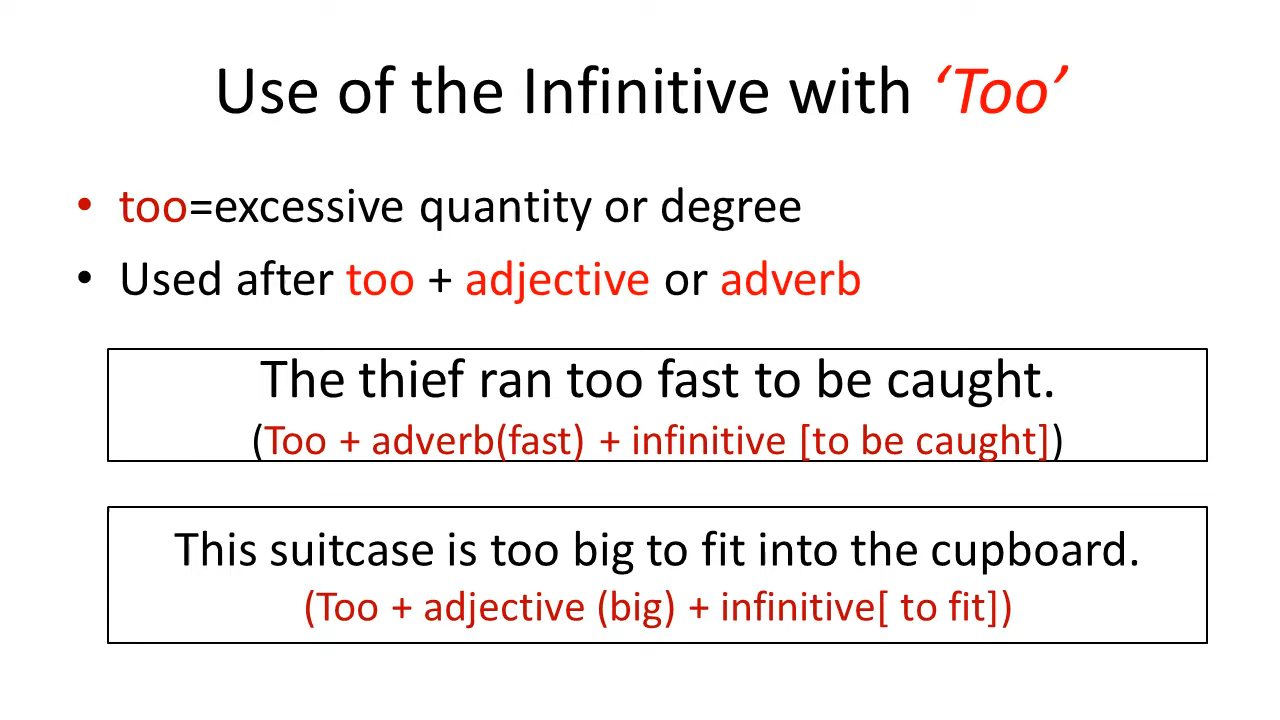 Use of the Infinitive with ‘Too’
• too=excessive quantity or degree
• Used after too + adjective or adverb
The thief ran too fast to be caught.
(Too + adverb(fast) + infinitive [to be caught])
This suitcase is too big to fit into the cupboard.
(Too + adjective (big) + infinitive[ to fit])